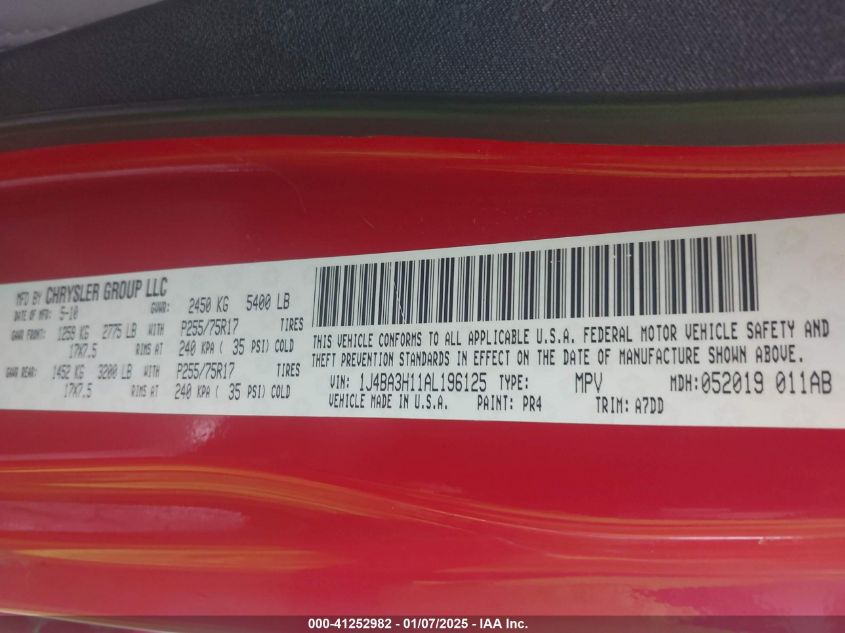 MFD BY CHRYSLER GROUP LLC
DATE OF MFR: 5-10 GVWR: 2450 KG 5400 LB
GAWR FRONT: 1259 KG 2775 LB WITH P255/75R17 TIRES
17X7.5 RIMS AT 240 KPA ( 35 PSI) COLD
GAWR REAR: 1452 KG 3200 LB WITH P255/75R17 TIRES
17X7.5 RIMS AT 240 KPA ( 35 PSI) COLD
THIS VEHICLE CONFORMS TO ALL APPLICABLE U.S.A. FEDERAL MOTOR VEHICLE SAFETY AND
THEFT PREVENTION STANDARDS IN EFFECT ON THE DATE OF MANUFACTURE SHOWN ABOVE.
VIN: 1J4BA3H11AL196125 TYPE: MPV MDH:052019 011AB
VEHICLE MADE IN U.S.A. PAINT: PR4 TRIM: A7DD
000-41252982 - 01/07/2025 - IAA Inc.